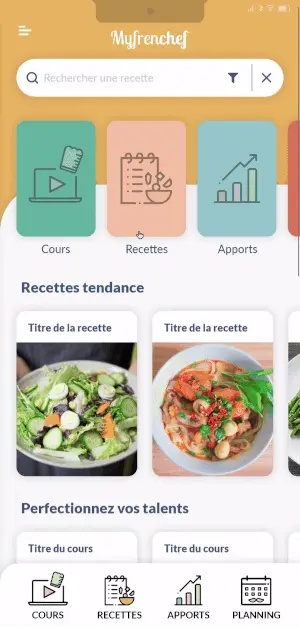 Myfrenchef
Rechercher une recette
Cours Recettes Apports
Recettes tendance
Titre de la recette Titre de la recette
Perfectionnez vos talents
Titre du cours Titre du cours
COURS RECETTES APPORTS PLANNING